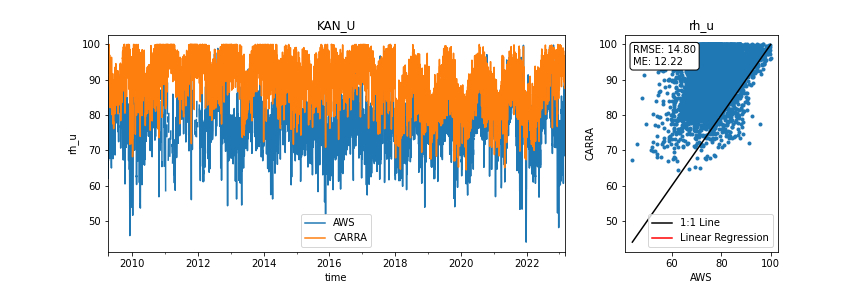 KAN_U
rh_u
100
90
80
70
60
50
rh_u
2010
2012
2014
2016
2018
2020
2022
time
AWS
CARRA
RMSE: 14.80
ME: 12.22
100
90
80
70
60
50
CARRA
60
80
100
AWS
1:1 Line
Linear Regression